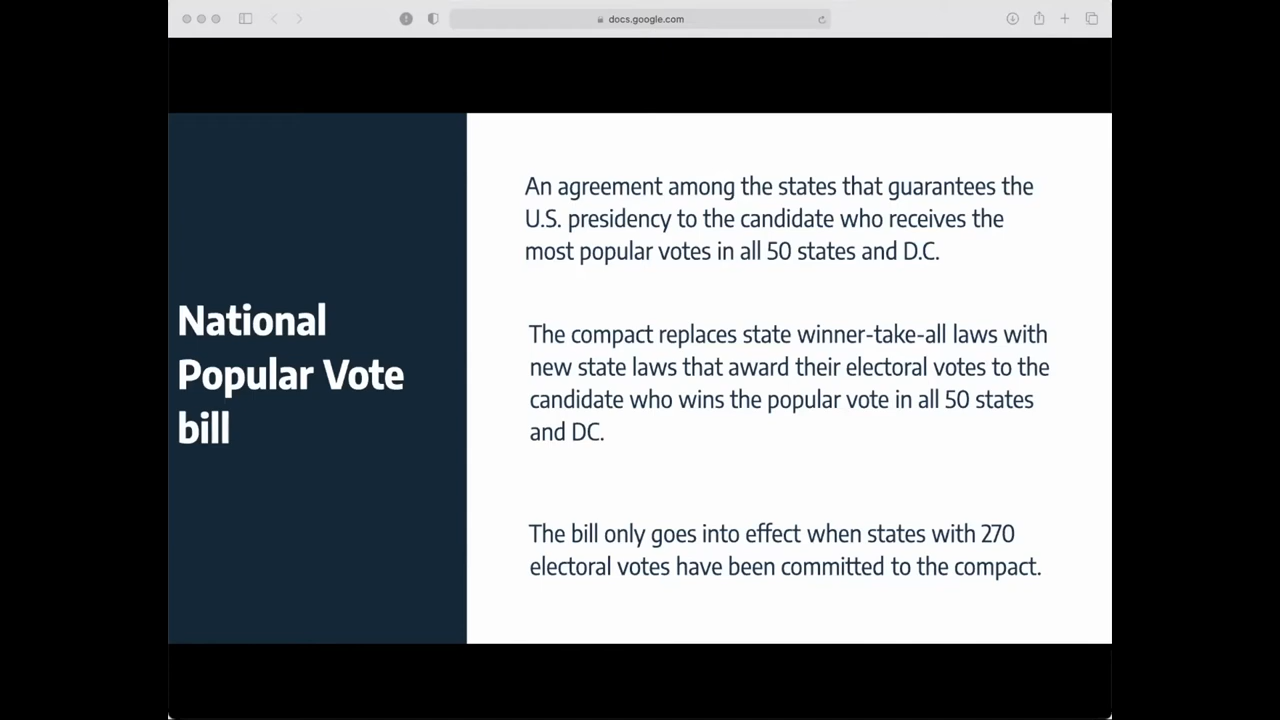 docs.google.com
National
Popular Vote
bill
An agreement among the states that guarantees the
U.S. presidency to the candidate who receives the
most popular votes in all 50 states and D.C.
The compact replaces state winner-take-all laws with
new state laws that award their electoral votes to the
candidate who wins the popular vote in all 50 states
and DC.
The bill only goes into effect when states with 270
electoral votes have been committed to the compact.